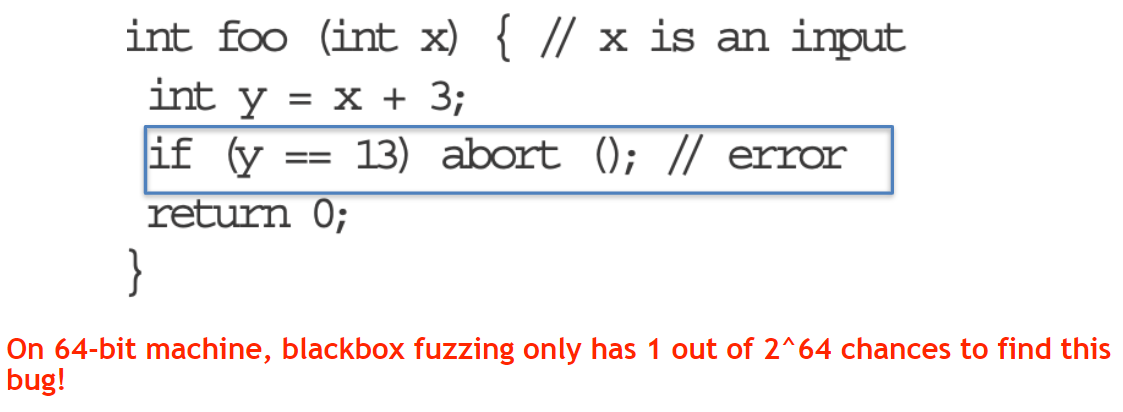 int foo (int x) { // x is an input
int y = x + 3;
if (y == 13) abort (); // error
return 0;
}
On 64-bit machine, blackbox fuzzing only has 1 out of 2^64 chances to find this
bug!